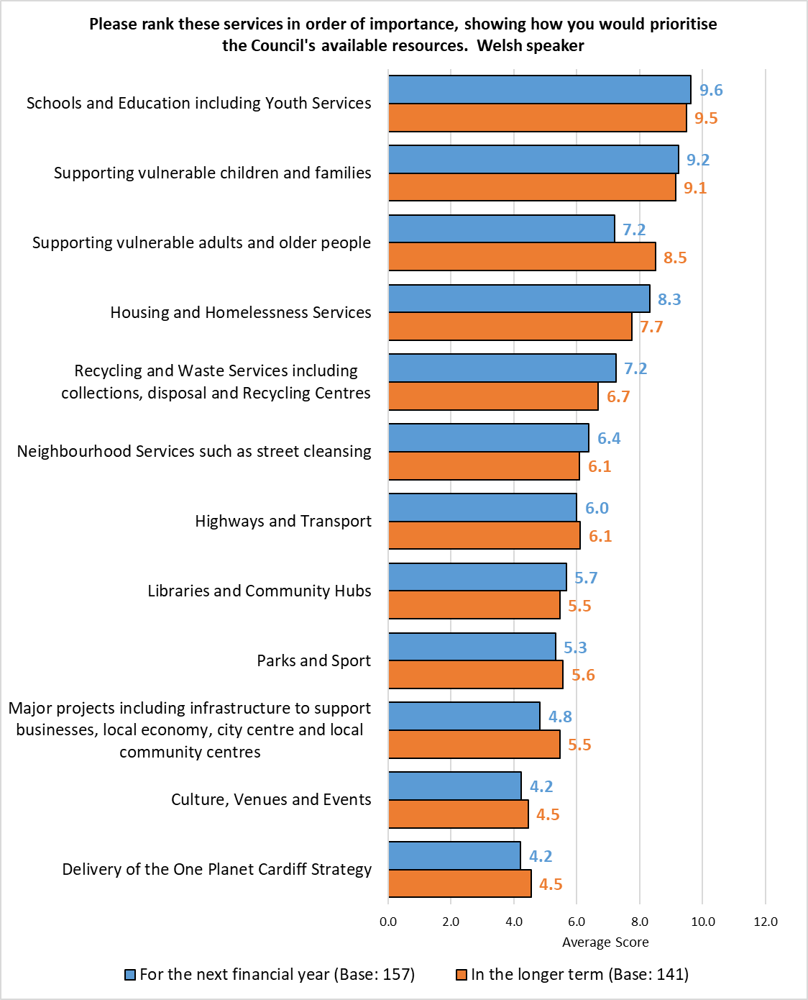 Please rank these services in order of importance, showing how you would prioritise
the Council's available resources.  Welsh speaker
Schools and Education including Youth Services
9.6
9.5
Supporting vulnerable children and families
9.2
9.1
Supporting vulnerable adults and older people
7.2
8.5
Housing and Homelessness Services
8.3
7.7
Recycling and Waste Services including
collections, disposal and Recycling Centres
7.2
6.7
Neighbourhood Services such as street cleansing
6.4
6.1
Highways and Transport
6.0
6.1
Libraries and Community Hubs
5.7
5.5
Parks and Sport
5.3
5.6
Major projects including infrastructure to support
businesses, local economy, city centre and local
community centres
4.8
5.5
Culture, Venues and Events
4.2
4.5
Delivery of the One Planet Cardiff Strategy
4.2
4.5
0.0 2.0 4.0 6.0 8.0 10.0 12.0
Average Score
For the next financial year (Base: 157) In the longer term (Base: 141)